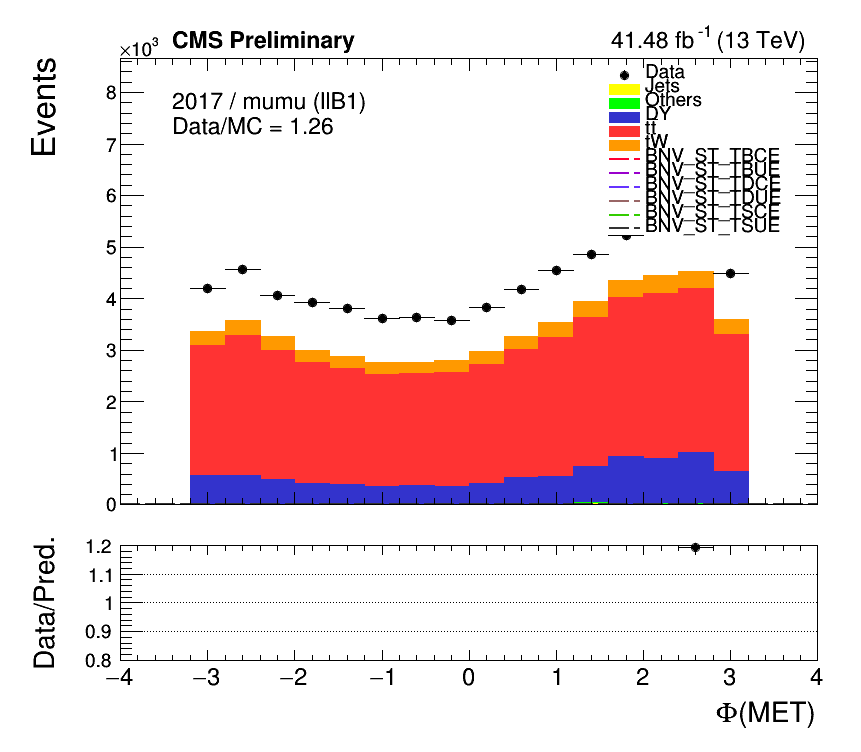 ×10³ CMS Preliminary 41.48 fb⁻¹ (13 TeV)
Events
2017 / mumu (llB1)
Data/MC = 1.26
Data
Jets
Others
DY
tt
tW
BNV_ST_TBCE
BNV_ST_TBUE
BNV_ST_TDCE
BNV_ST_TDUE
BNV_ST_TSCE
BNV_ST_TSUE
8
7
6
5
4
3
2
1
0
Data/Pred.
1.2
1.1
1
0.9
0.8
−4 −3 −2 −1 0 1 2 3 4
Φ(MET)